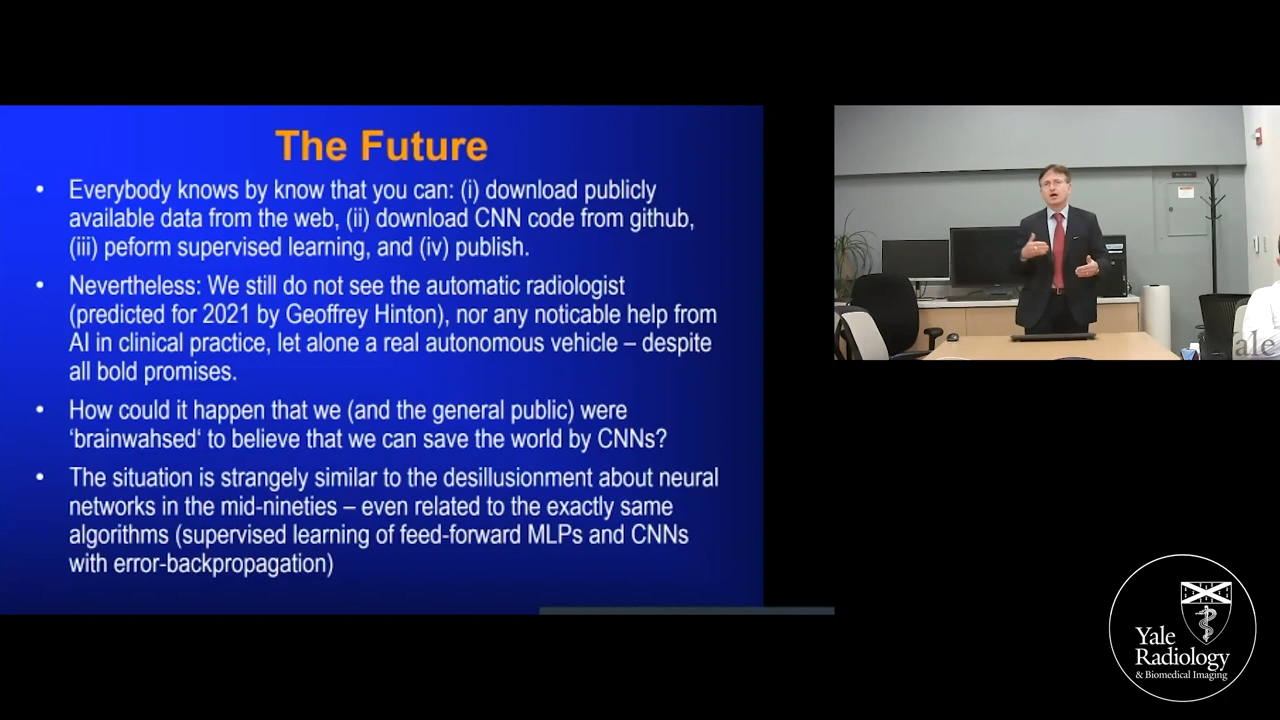 The Future
• Everybody knows by know that you can: (i) download publicly
available data from the web, (ii) download CNN code from github,
(iii) peform supervised learning, and (iv) publish.
• Nevertheless: We still do not see the automatic radiologist
(predicted for 2021 by Geoffrey Hinton), nor any noticable help from
AI in clinical practice, let alone a real autonomous vehicle – despite
all bold promises.
• How could it happen that we (and the general public) were
‘brainwahsed‘ to believe that we can save the world by CNNs?
• The situation is strangely similar to the desillusionment about neural
networks in the mid-nineties – even related to the exactly same
algorithms (supervised learning of feed-forward MLPs and CNNs
with error-backpropagation)
Yale
Yale
Radiology
& Biomedical Imaging